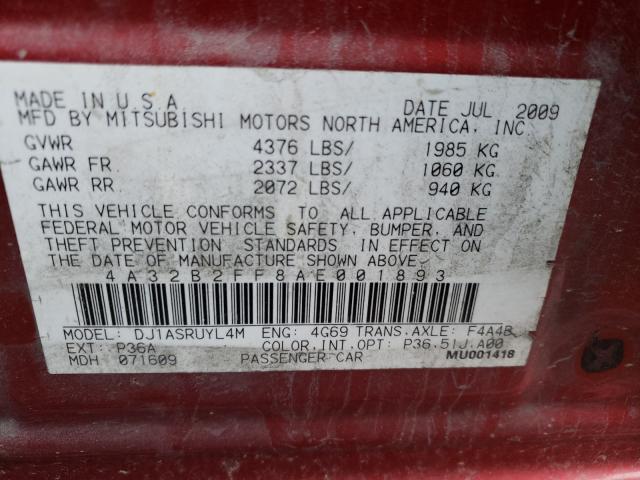 MADE IN U S A DATE JUL 2009
MFD BY MITSUBISHI MOTORS NORTH AMERICA, INC
GVWR 4376 LBS/ 1985 KG
GAWR FR 2337 LBS/ 1060 KG
GAWR RR 2072 LBS/ 940 KG
THIS VEHICLE CONFORMS TO ALL APPLICABLE
FEDERAL MOTOR VEHICLE SAFETY, BUMPER, AND
THEFT PREVENTION STANDARDS IN EFFECT ON
THE DATE OF MANUFACTURE SHOWN ABOVE.
4A32B2FF8AE001893
MODEL: DJ1ASRUYL4M ENG: 4G69 TRANS.AXLE: F4A4B
EXT: P36A COLOR.INT.OPT: P36.51J.A00
MDH 071609 PASSENGER CAR MU001418